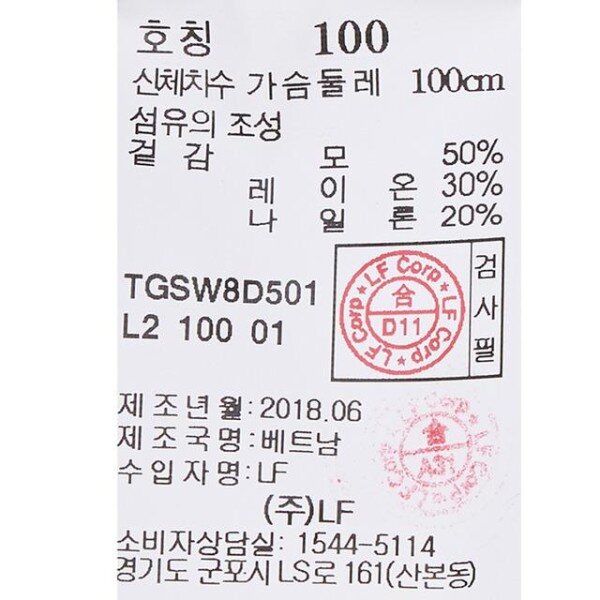 호칭 100
신체치수 가슴둘레 100cm
섬유의 조성
겉감 모 50%
레이온 30%
나일론 20%
TGSW8D501
L2 100 01
LF Corp ★ LF Corp ★ LF Corp ★
合
D11
검사필
제조년월: 2018.06
제조국명: 베트남
수입자명: LF
合
A31
(주)LF
소비자상담실: 1544-5114
경기도 군포시 LS로 161(산본동)